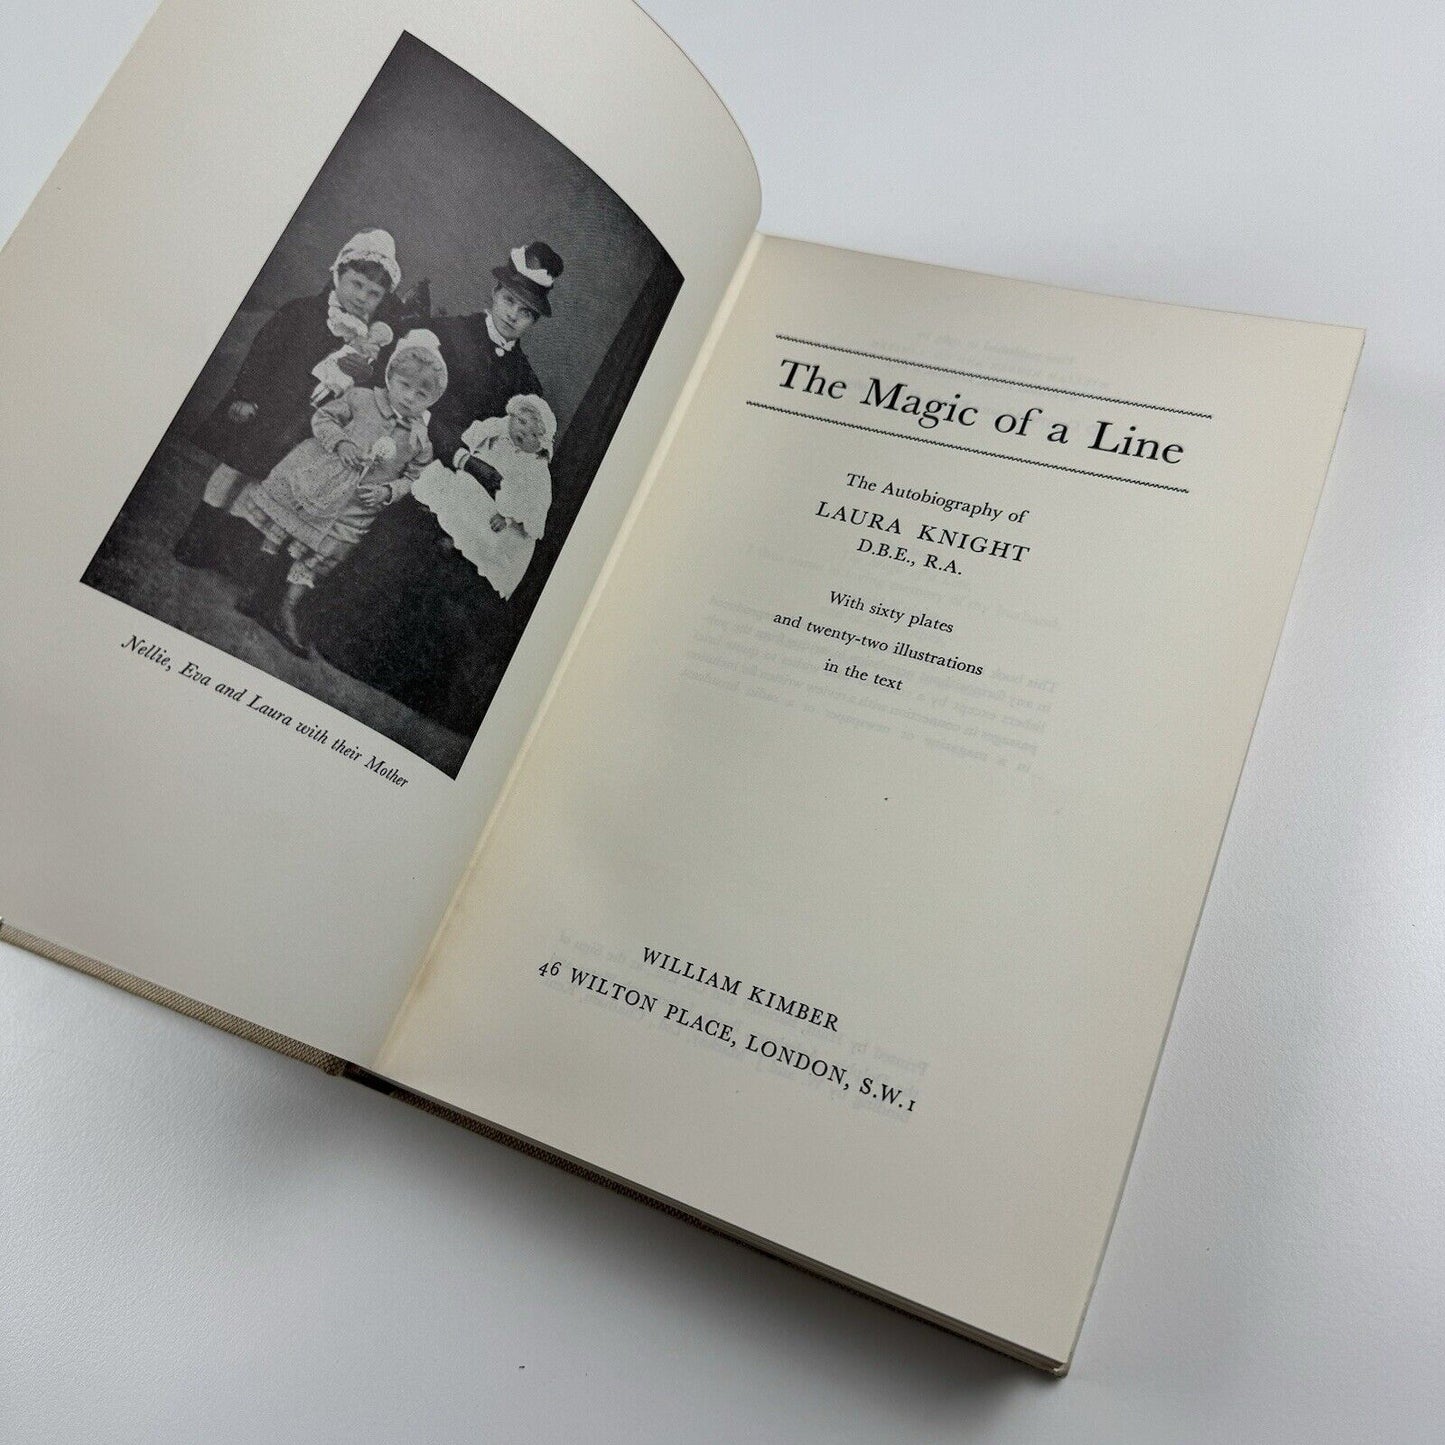 Nellie, Eva and Laura with their Mother
The Magic of a Line
The Autobiography of
LAURA KNIGHT
D.B.E., R.A.
With sixty plates
and twenty-two illustrations
in the text
WILLIAM KIMBER
46 WILTON PLACE, LONDON, S.W.1